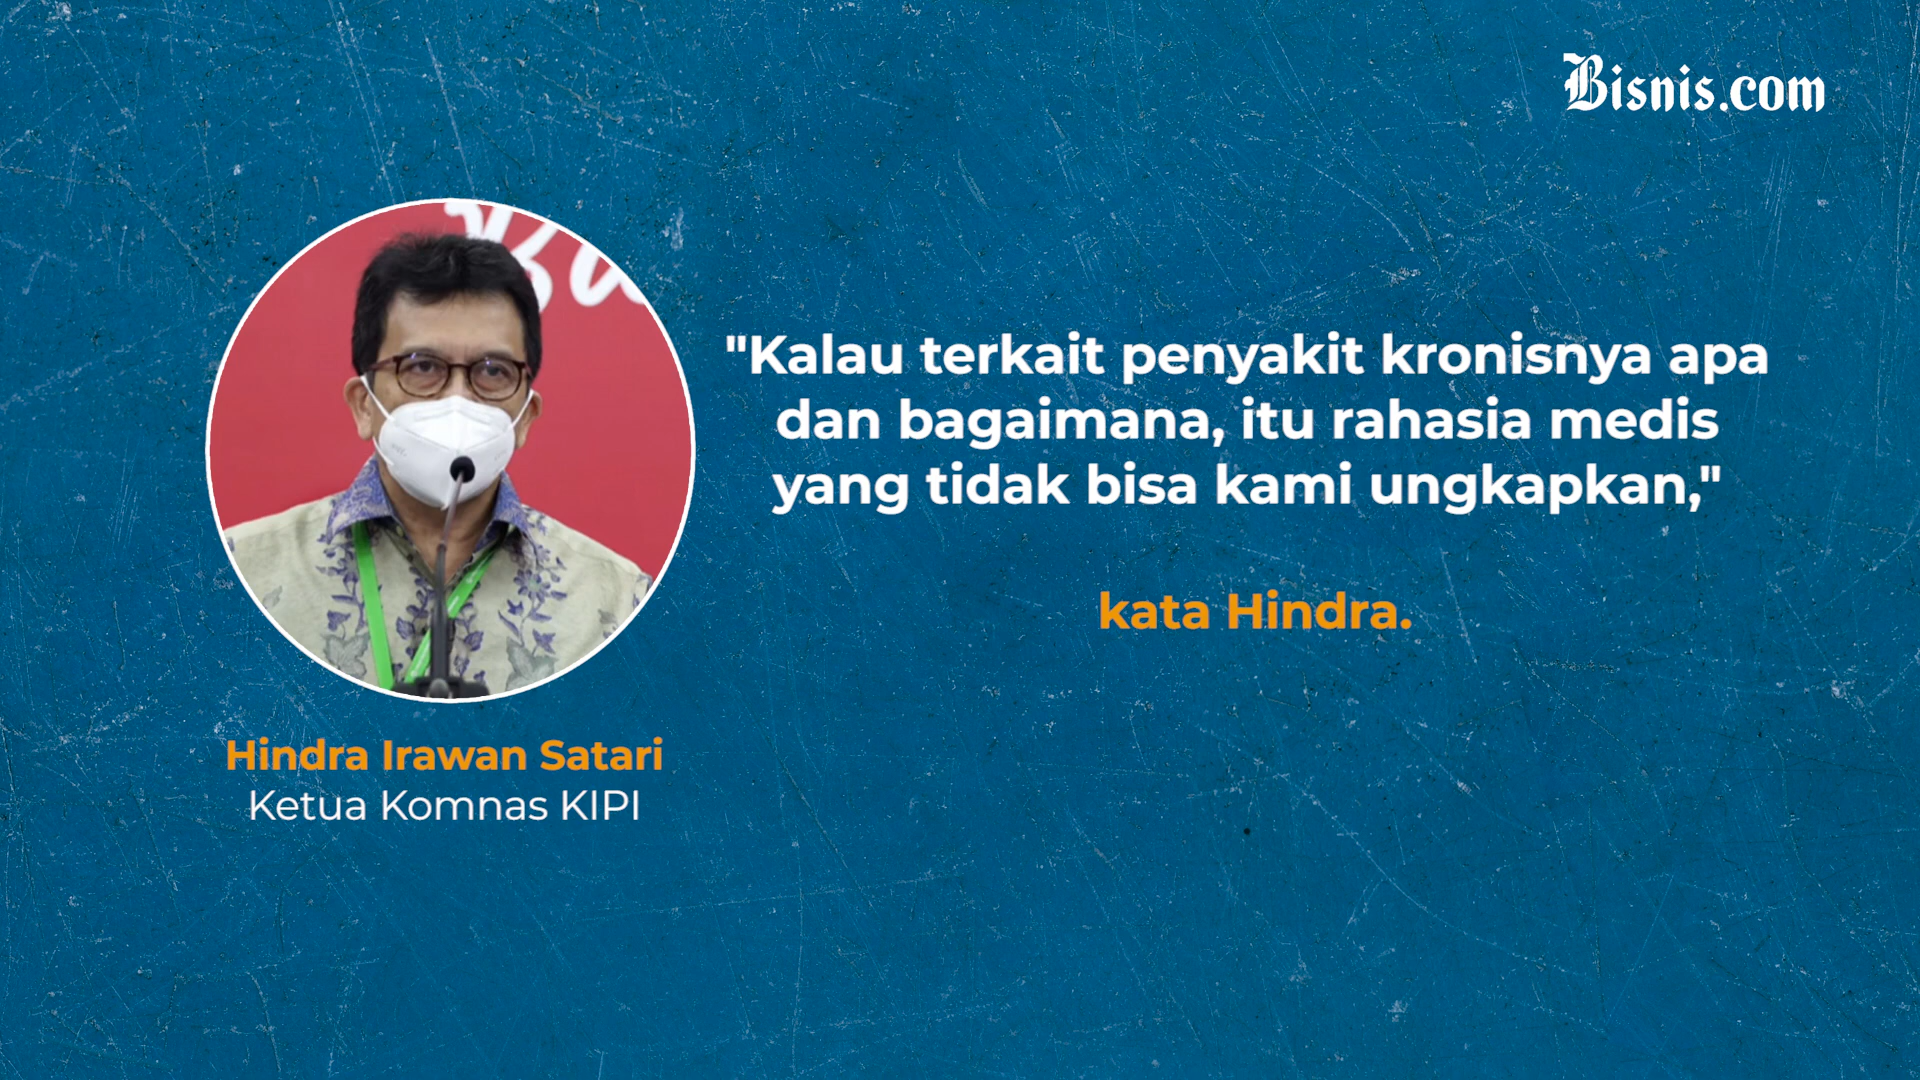 Bisnis.com
"Kalau terkait penyakit kronisnya apa
dan bagaimana, itu rahasia medis
yang tidak bisa kami ungkapkan,"
kata Hindra.
Hindra Irawan Satari
Ketua Komnas KIPI